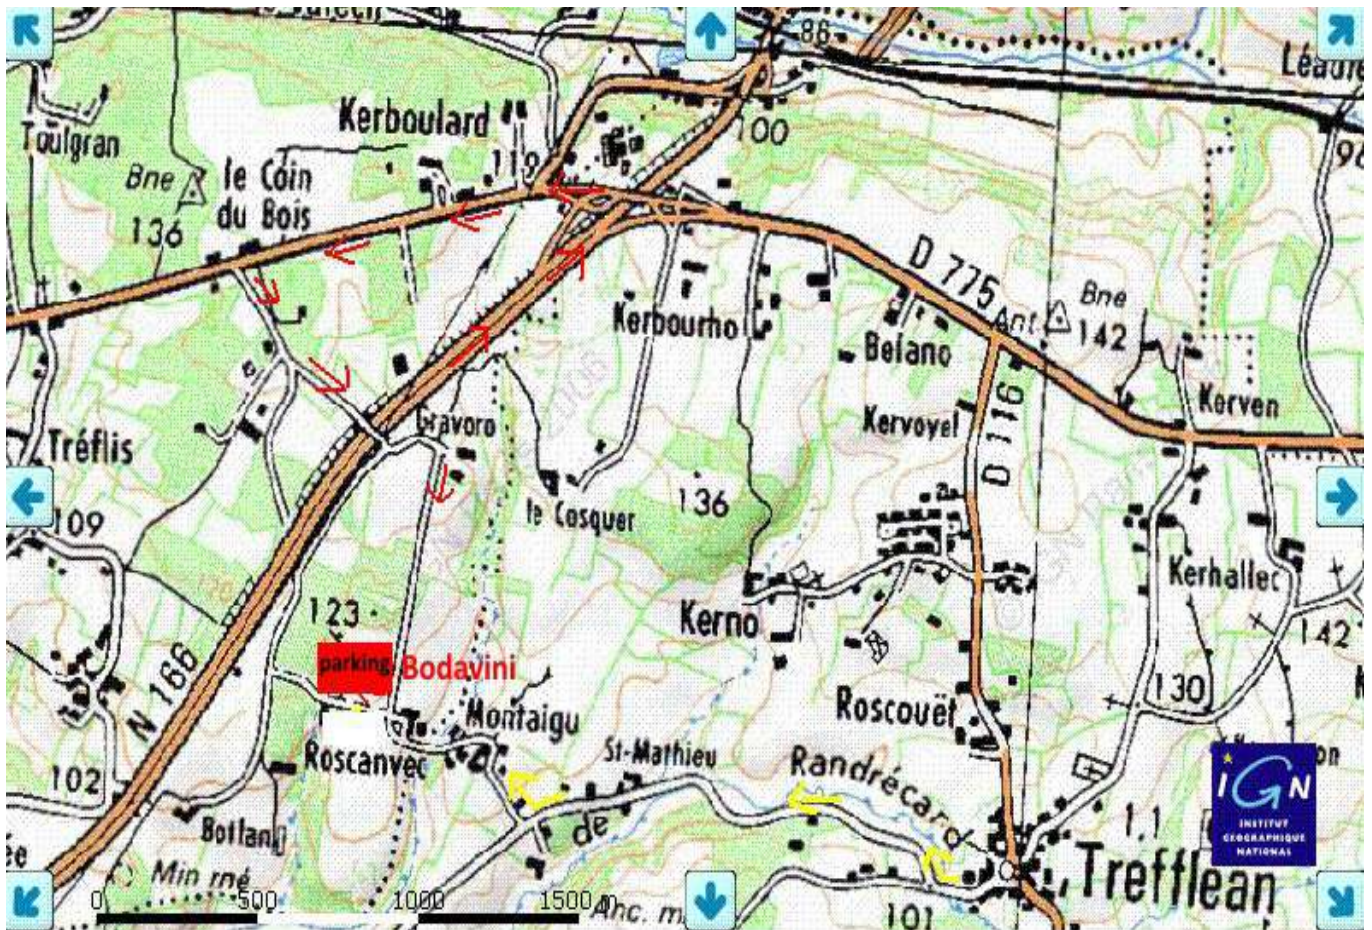 86
Kerboulard
Toulgran
119
100
Bne
136
le Coin
du Bois
D 775
Bne
142
Ant.
Kerbourho
Belano
Kerven
Kervoyel
D 116
Gravoro
Tréflis
109
le Cosquer
136
Kerhallec
123
Kerno
142
parking
Bodavini
130
N 166
Montaigu
Roscouët
Roscanvec
St-Mathieu
Randrécard
102
de
Botlan
1.1
IGN
INSTITUT
GEOGRAPHIQUE
NATIONAL
Trefflean
Min rné
0 500 1000 1500 m
101